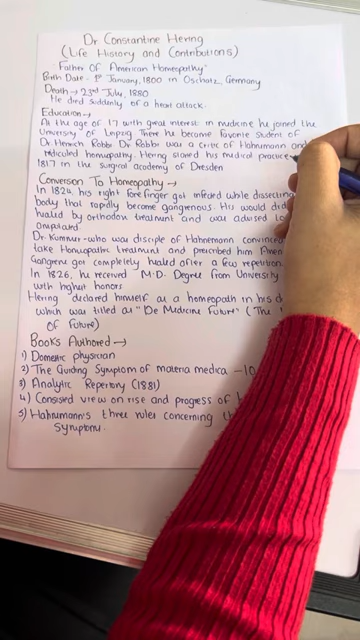 Dr Constantine Hering
(Life History and Contributions)
Father Of American Homeopathy
Birth Date - 1st January, 1800 in Oschatz, Germany
Death → 23rd July, 1880
He died suddenly of a heart attack.
Education →
At the age of 17 with great interest in medicine he joined the
University of Lepzig. There he became Favorite Student of
Dr. Henrich Robbi Dr Robbi was a critic of Hahnemann and
rediculed homeopathy. Hering started his medical practice
1817 in the surgical academy of Dresden
Conversion To Homeopathy →
In 1824, his right fore finger got infected while dissecting
body that rapidly become gangrenous. His would did
healed by orthodox treatment and was advised
Amputated
Dr. Kummer - who was disciple of Hahnemann convinced
take Homeopathic treatment and prescribed him
Gangrene got completely healed after a few repetition
In 1826, he received M.D. Degree from University
with highest honors
Hering declared himself as a homeopath in his
which was titled as "De Medicine Future" (The
of Future)
Books Authored →
1) Domestic physician
2) The Guiding Symptom of materia medica - 10
3) Analytic Repertory (1881)
4) Consised view on rise and progress of
5) Hahnemann's three rules concerning the
Symptoms.